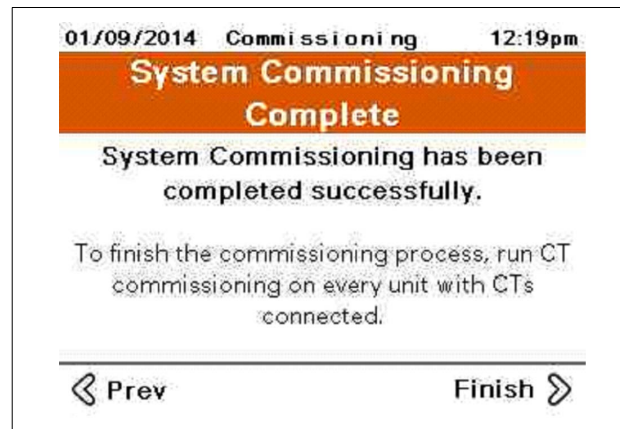 01/09/2014 Commissioning 12:19pm
System Commissioning
Complete
System Commissioning has been
completed successfully.
To finish the commissioning process, run CT
commissioning on every unit with CTs
connected.
Prev Finish